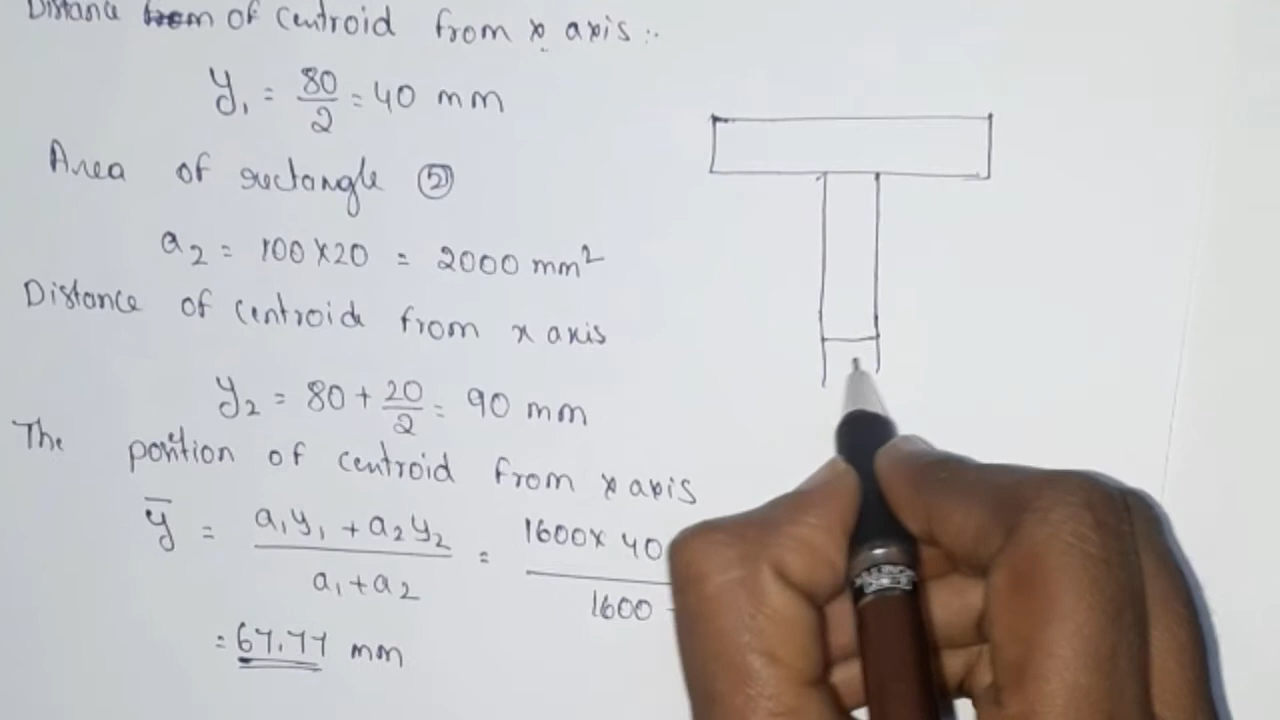 Distance of centroid from x axis :-
y₁ = 80/2 = 40 mm
Area of rectangle ②
a₂ = 100 × 20 = 2000 mm²
Distance of centroid from x axis
y₂ = 80 + 20/2 = 90 mm
The position of centroid from x axis
ȳ = a₁y₁ + a₂y₂ / a₁ + a₂ = 1600 × 40 / 1600
= 67.77 mm